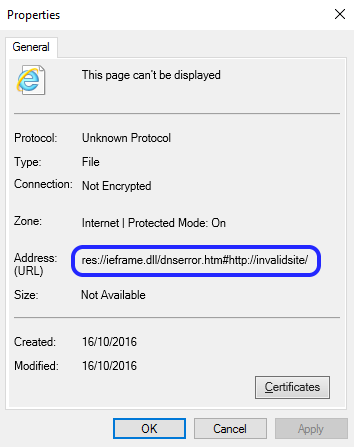 Properties
General
This page can't be displayed
Protocol: Unknown Protocol
Type: File
Connection: Not Encrypted
Zone: Internet | Protected Mode: On
Address:
(URL) res://ieframe.dll/dnserror.htm#http://invalidsite/
Size: Not Available
Created: 16/10/2016
Modified: 16/10/2016
Certificates
OK Cancel Apply